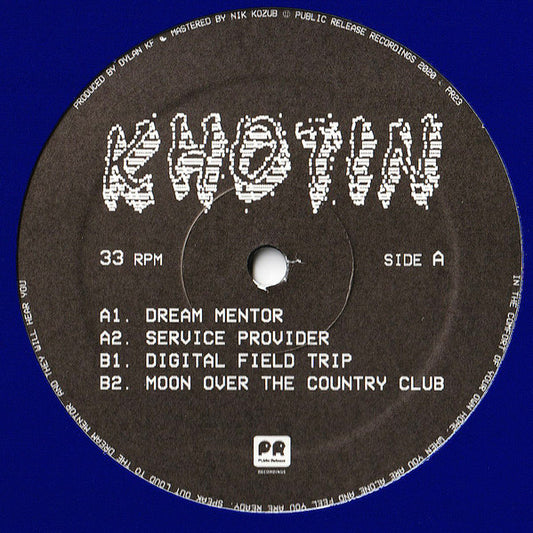 PRODUCED BY DYLAN KF & MASTERED BY NIK KOZUB ℗ PUBLIC RELEASE RECORDINGS 2020 - PR23
KHOTIN
33 RPM
SIDE A
A1. DREAM MENTOR
A2. SERVICE PROVIDER
B1. DIGITAL FIELD TRIP
B2. MOON OVER THE COUNTRY CLUB
PR
Public Release
RECORDINGS
IN THE COMFORT OF YOUR OWN HOME, WHEN YOU ARE ALONE AND FEEL YOU ARE READY, SPEAK OUT LOUD TO THE DREAM MENTOR, AND THEY WILL HEAR YOU